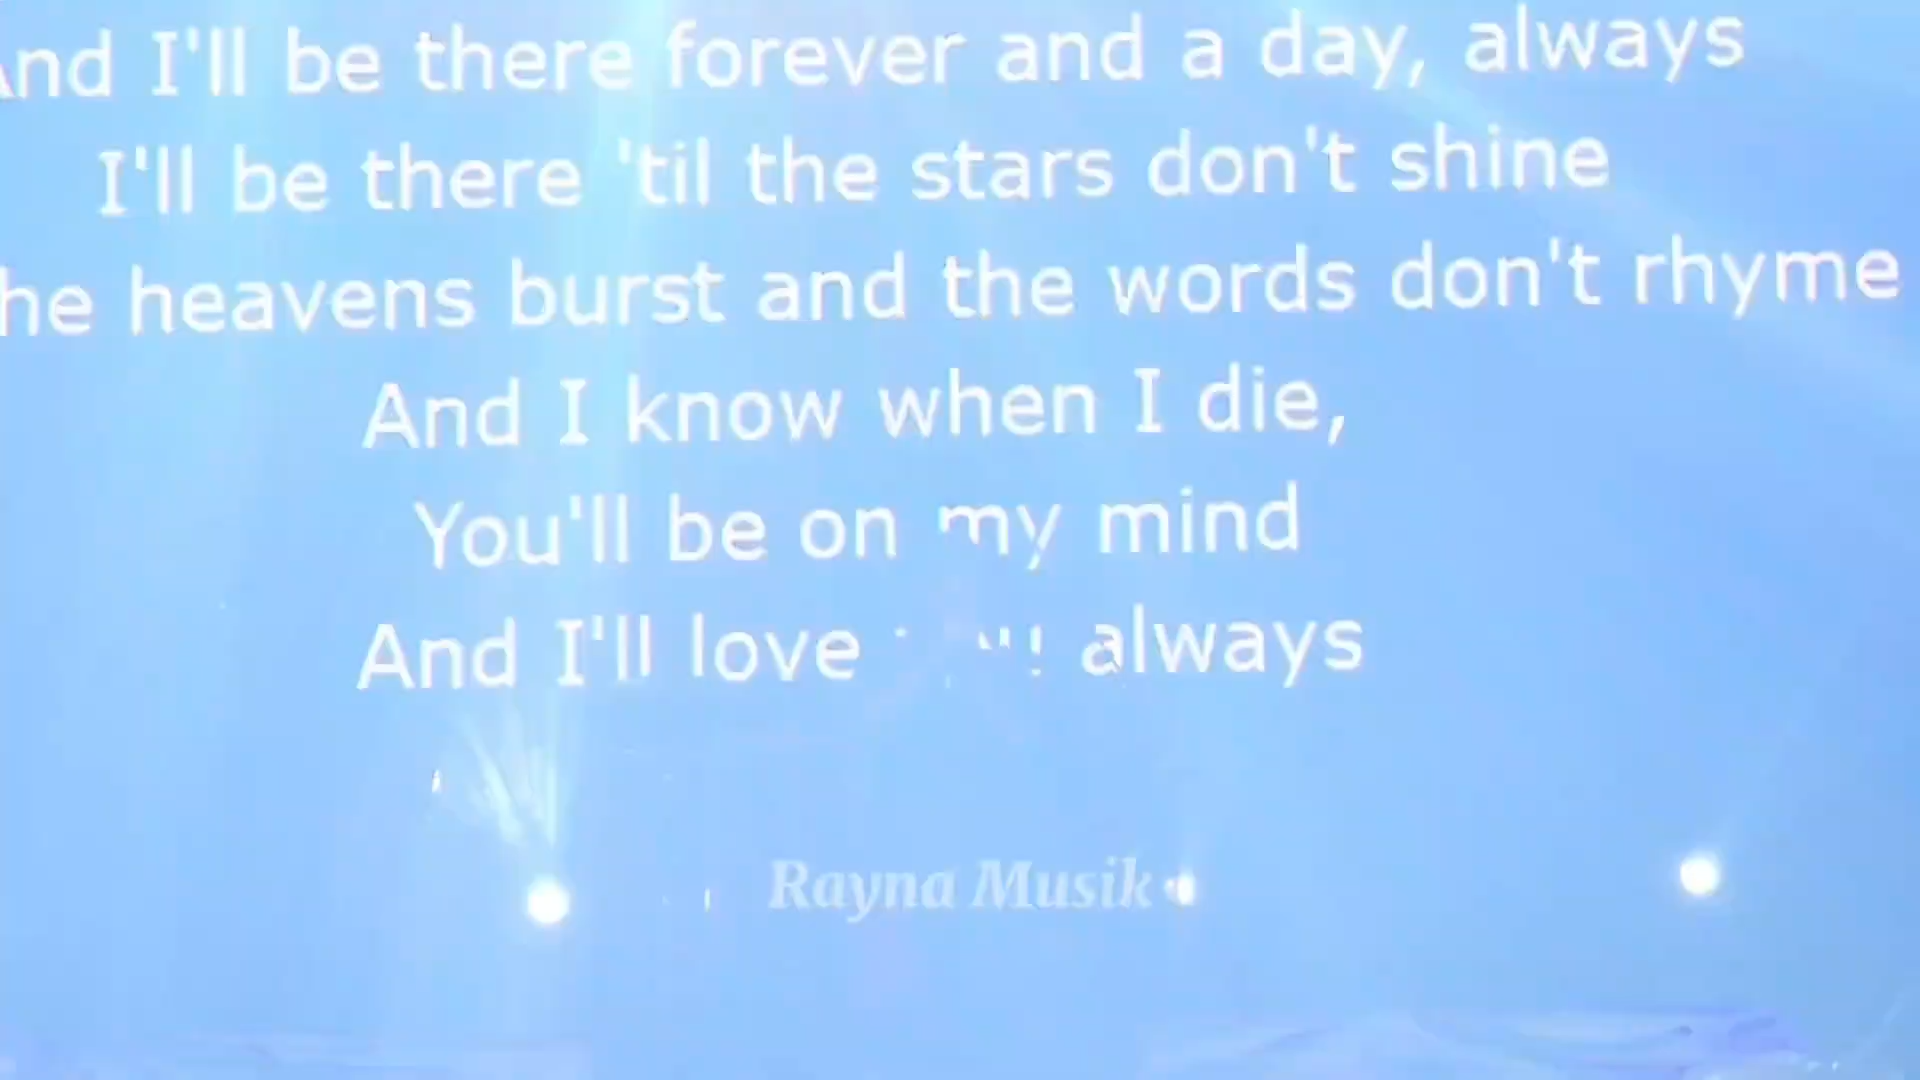 And I'll be there forever and a day, always
I'll be there 'til the stars don't shine
he heavens burst and the words don't rhyme
And I know when I die,
You'll be on my mind
And I'll love always
Rayna Musik